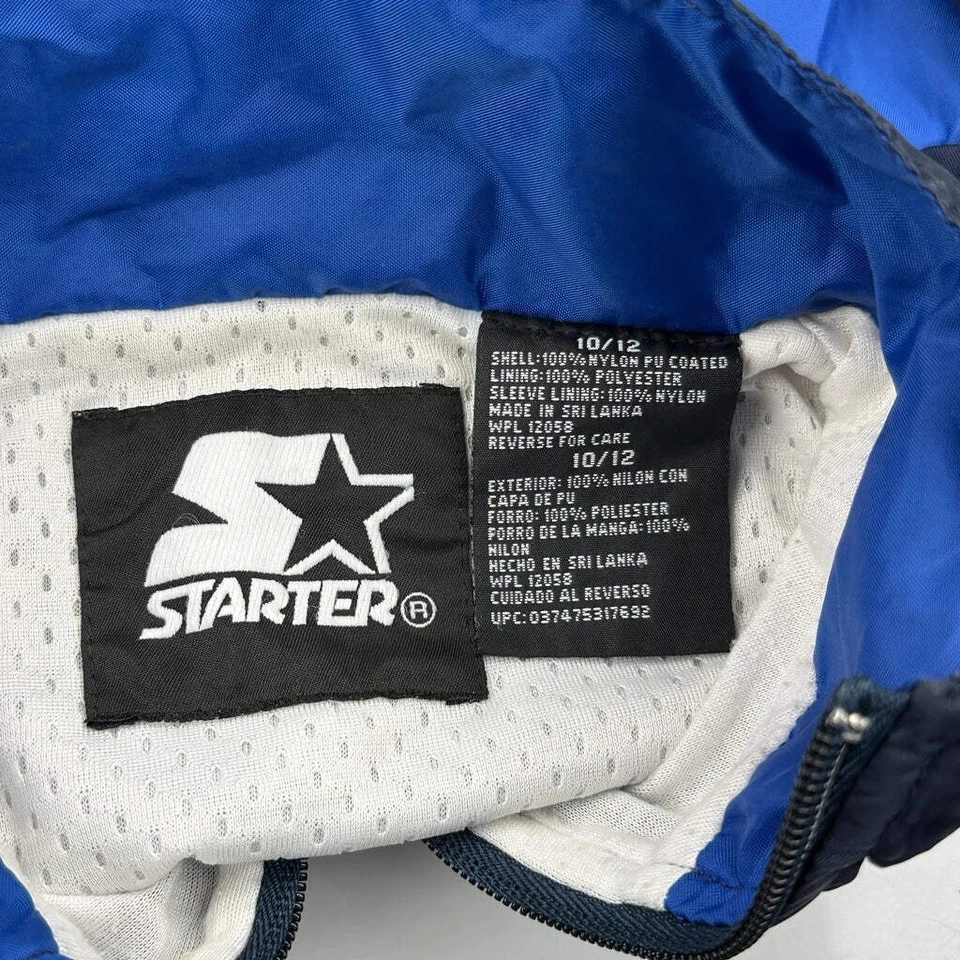 STARTER®
10/12
SHELL:100% NYLON PU COATED
LINING:100% POLYESTER
SLEEVE LINING:100% NYLON
MADE IN SRI LANKA
WPL 12058
REVERSE FOR CARE
10/12
EXTERIOR: 100% NILON CON
CAPA DE PU
FORRO: 100% POLIESTER
PORRO DE LA MANGA:100%
NILON
HECHO EN SRI LANKA
WPL 12058
CUIDADO AL REVERSO
UPC:037475317692